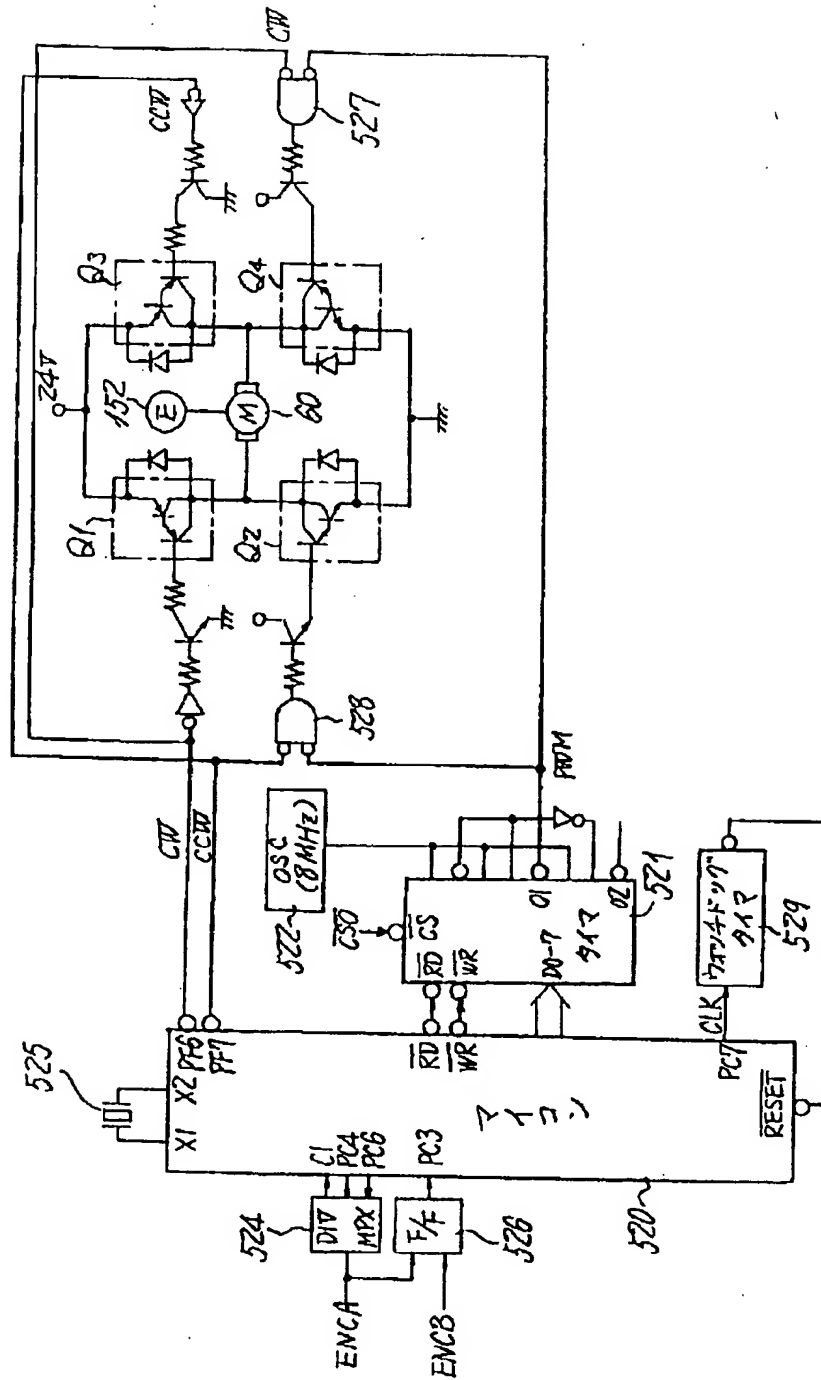 CW
CCW
24V
Q3
Q1
152
E
M
60
Q4
Q2
CW
CCW
527
528
PWM
525
X1
X2
PF6
PF7
522
OSC
(8MHz)
CS0
CS
RD
WR
RD
WR
D0-7
タイマ
O1
O2
521
524
DIV
MPX
C1
PC4
PC6
ENCA
F/F
PC3
526
ENCB
マイコン
520
RESET
PC7
CLK
ウォッチドッグ
タイマ
529